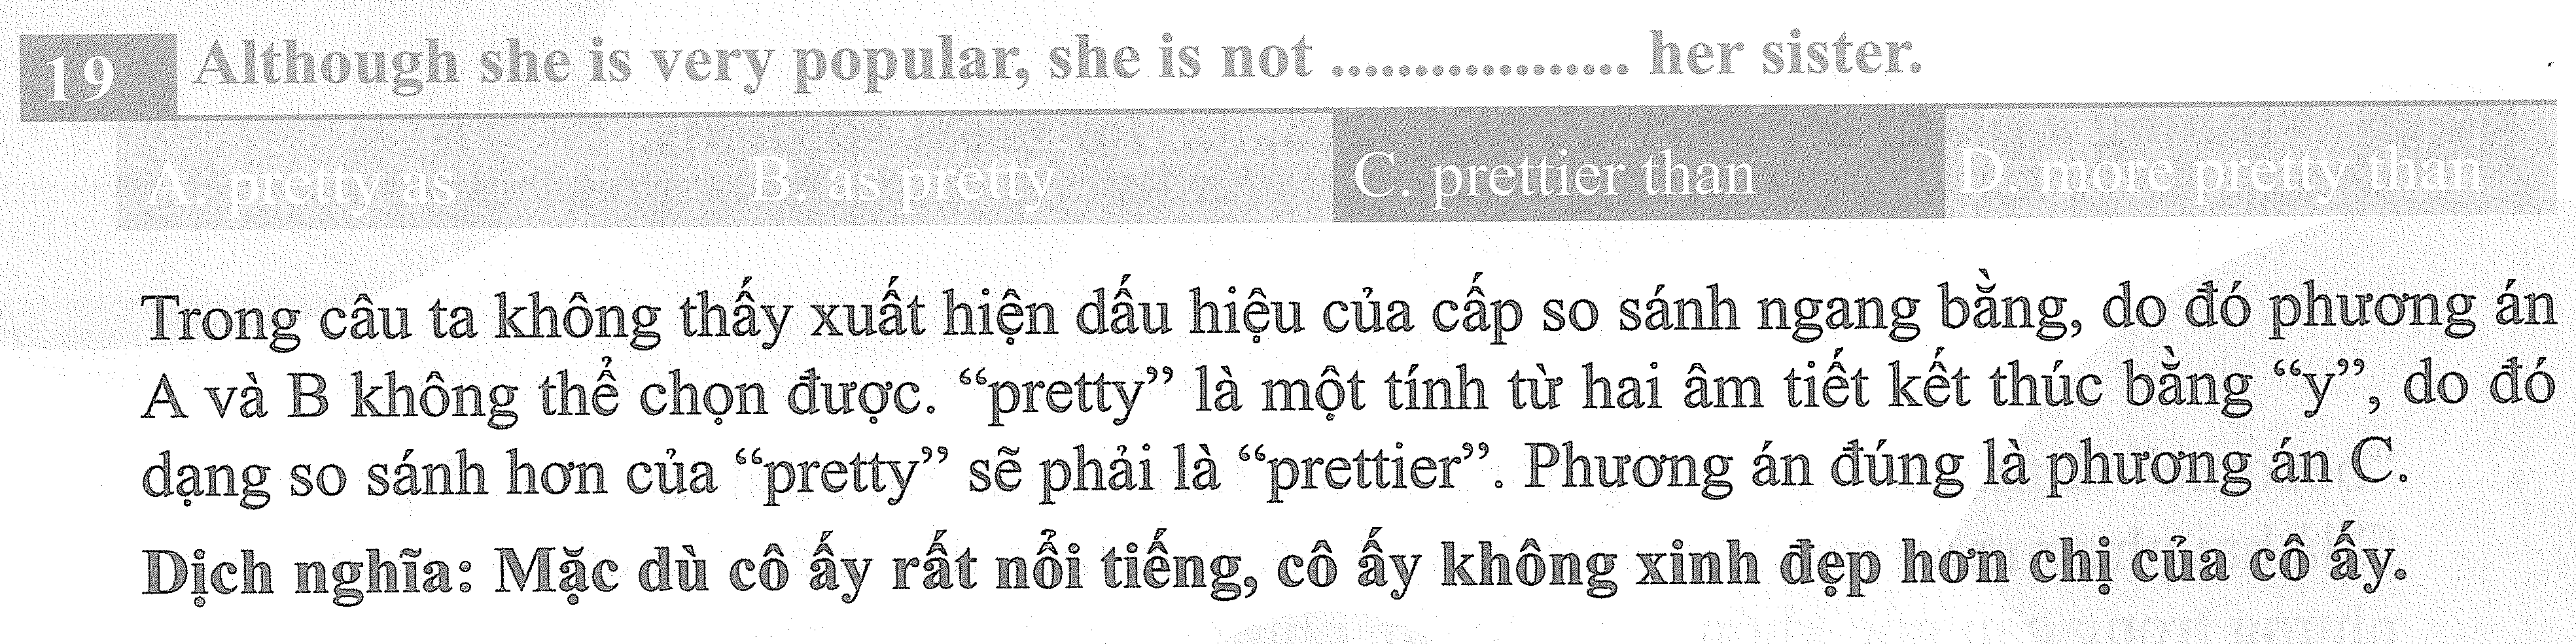 19 Although she is very popular, she is not ................. her sister.
A. pretty as B. as pretty C. prettier than D. more pretty than
Trong câu ta không thấy xuất hiện dấu hiệu của cấp so sánh ngang bằng, do đó phương án
A và B không thể chọn được. “pretty” là một tính từ hai âm tiết kết thúc bằng “y”, do đó
dạng so sánh hơn của “pretty” sẽ phải là “prettier”. Phương án đúng là phương án C.
Dịch nghĩa: Mặc dù cô ấy rất nổi tiếng, cô ấy không xinh đẹp hơn chị của cô ấy.